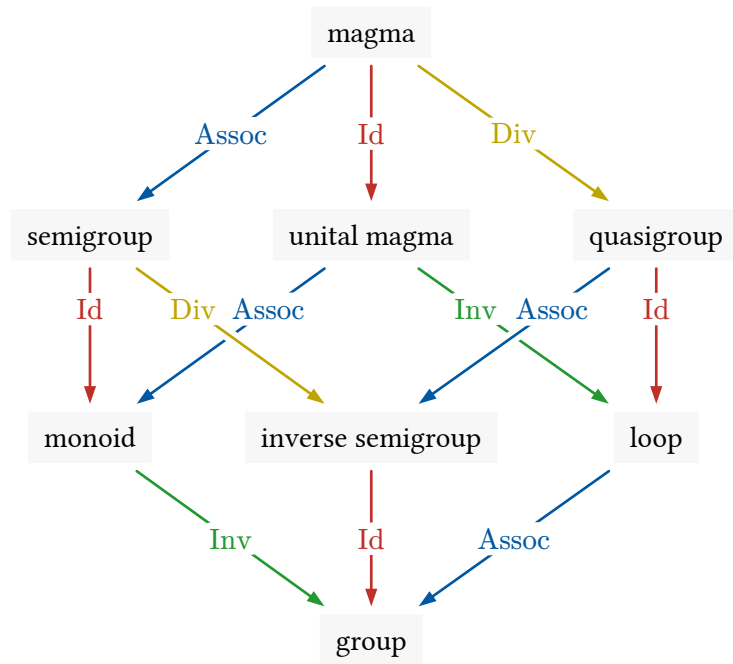 magma
Assoc Id Div
semigroup unital magma quasigroup
Id Div Assoc Inv Assoc Id
monoid inverse semigroup loop
Inv Id Assoc
group